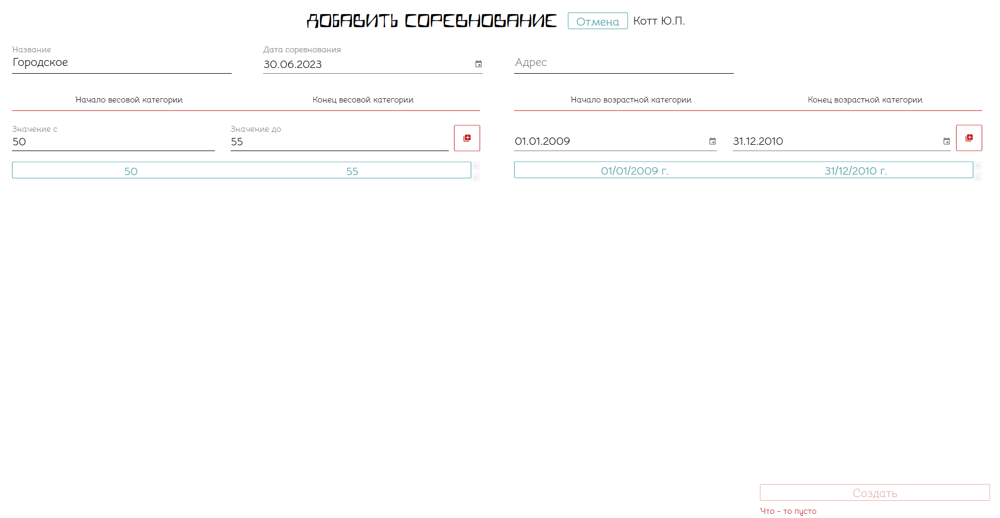 ДОБАВИТЬ СОРЕВНОВАНИЕ Отмена Котт Ю.П.
Название Дата соревнования
Городское 30.06.2023 Адрес
Начало весовой категории Конец весовой категории Начало возрастной категории Конец возрастной категории
Значение с Значение до
50 55 01.01.2009 31.12.2010
50 55 01/01/2009 г. 31/12/2010 г.
Создать
Что - то пусто